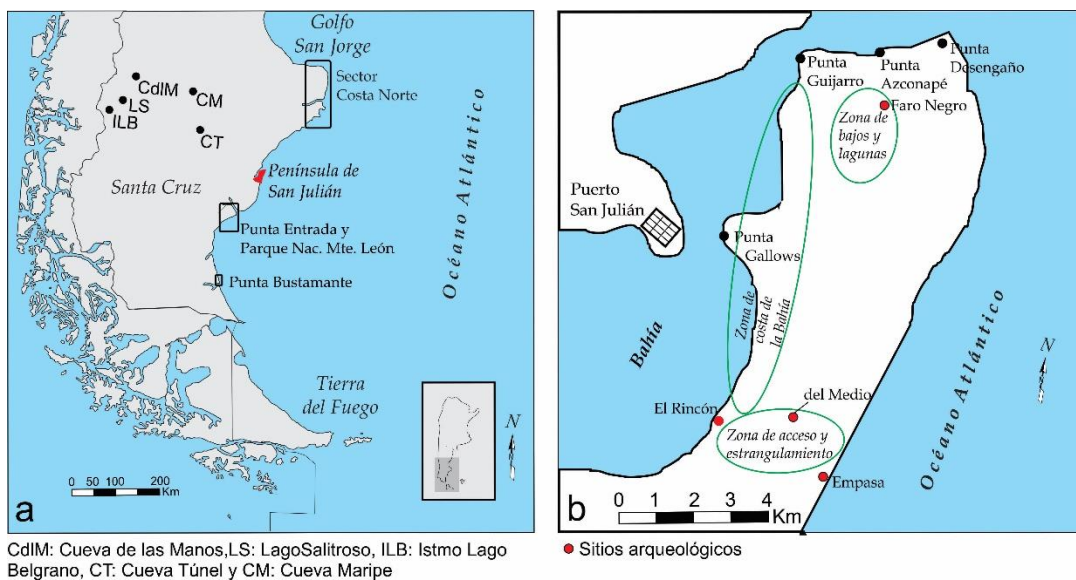 Golfo
San Jorge
Sector
Costa Norte
CdlM
LS
ILB
CM
CT
Península de
San Julián
Santa Cruz
Punta Entrada y
Parque Nac. Mte. León
Punta Bustamante
Océano Atlántico
Tierra
del Fuego
N
0 50 100 200
Km
a
Punta
Guijarro
Punta
Azconapé
Punta
Desengaño
Faro Negro
Zona de
bajos y
lagunas
Puerto
San Julián
Punta
Gallows
Zona de
costa de
la Bahía
Bahía
Océano Atlántico
N
El Rincón
del Medio
Zona de acceso y
estrangulamiento
Empasa
0 1 2 3 4
Km
b
CdIM: Cueva de las Manos,LS: LagoSalitroso, ILB: Istmo Lago
Belgrano, CT: Cueva Túnel y CM: Cueva Maripe
Sitios arqueológicos